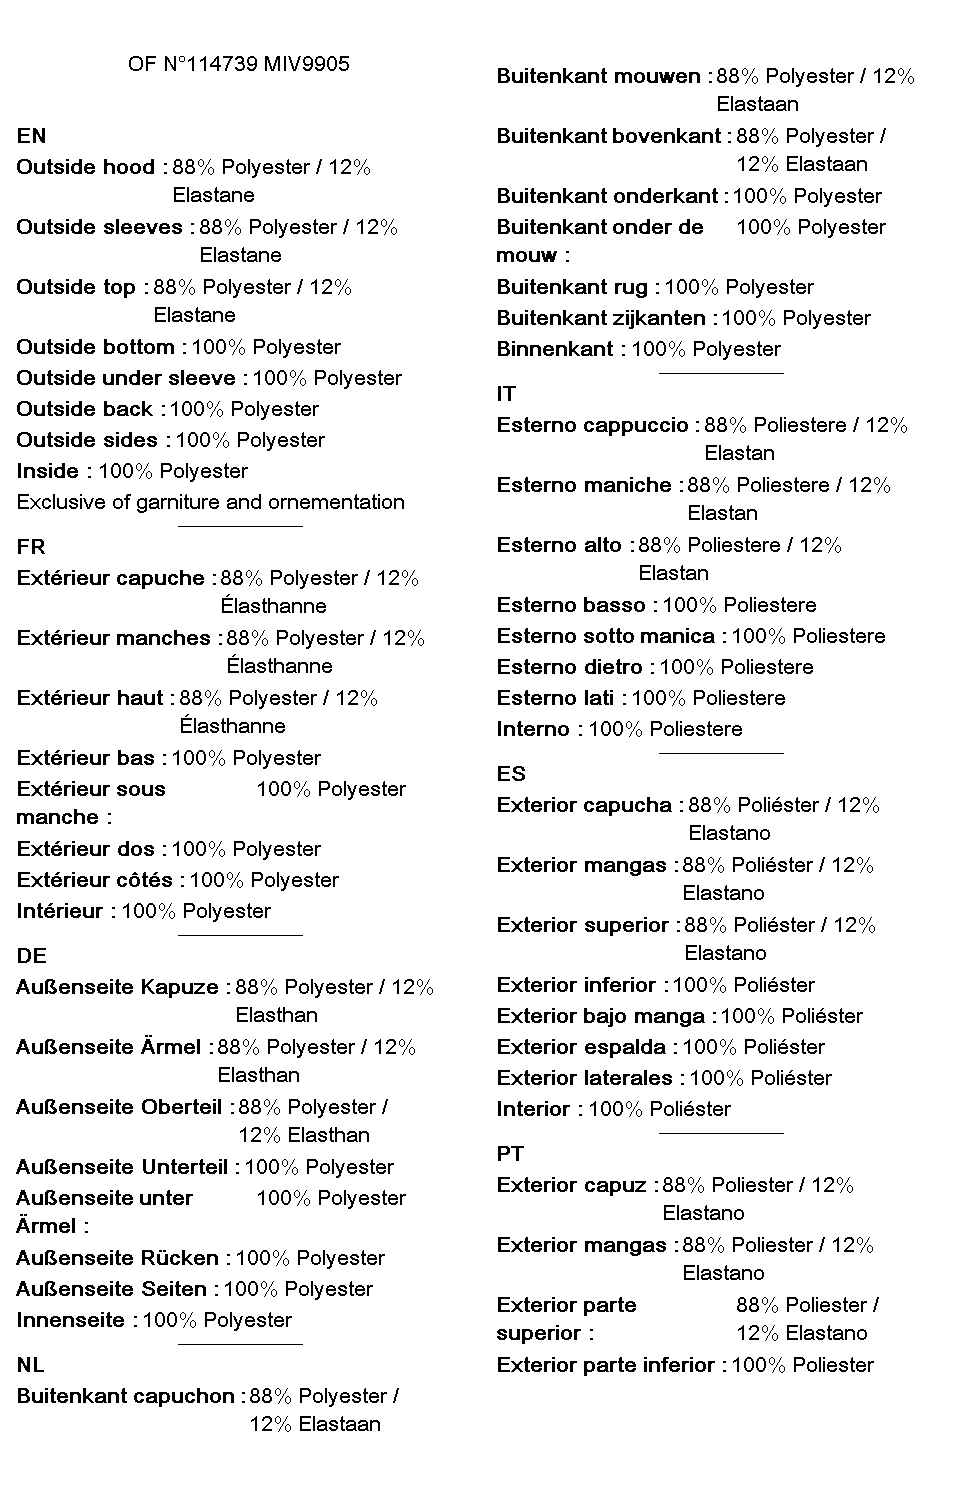 OF N°114739 MIV9905
EN
Outside hood : 88% Polyester / 12%
Elastane
Outside sleeves : 88% Polyester / 12%
Elastane
Outside top : 88% Polyester / 12%
Elastane
Outside bottom : 100% Polyester
Outside under sleeve : 100% Polyester
Outside back : 100% Polyester
Outside sides : 100% Polyester
Inside : 100% Polyester
Exclusive of garniture and ornementation
FR
Extérieur capuche : 88% Polyester / 12%
Élasthanne
Extérieur manches : 88% Polyester / 12%
Élasthanne
Extérieur haut : 88% Polyester / 12%
Élasthanne
Extérieur bas : 100% Polyester
Extérieur sous 100% Polyester
manche :
Extérieur dos : 100% Polyester
Extérieur côtés : 100% Polyester
Intérieur : 100% Polyester
DE
Außenseite Kapuze : 88% Polyester / 12%
Elasthan
Außenseite Ärmel : 88% Polyester / 12%
Elasthan
Außenseite Oberteil : 88% Polyester /
12% Elasthan
Außenseite Unterteil : 100% Polyester
Außenseite unter 100% Polyester
Ärmel :
Außenseite Rücken : 100% Polyester
Außenseite Seiten : 100% Polyester
Innenseite : 100% Polyester
NL
Buitenkant capuchon : 88% Polyester /
12% Elastaan
Buitenkant mouwen : 88% Polyester / 12%
Elastaan
Buitenkant bovenkant : 88% Polyester /
12% Elastaan
Buitenkant onderkant : 100% Polyester
Buitenkant onder de 100% Polyester
mouw :
Buitenkant rug : 100% Polyester
Buitenkant zijkanten : 100% Polyester
Binnenkant : 100% Polyester
IT
Esterno cappuccio : 88% Poliestere / 12%
Elastan
Esterno maniche : 88% Poliestere / 12%
Elastan
Esterno alto : 88% Poliestere / 12%
Elastan
Esterno basso : 100% Poliestere
Esterno sotto manica : 100% Poliestere
Esterno dietro : 100% Poliestere
Esterno lati : 100% Poliestere
Interno : 100% Poliestere
ES
Exterior capucha : 88% Poliéster / 12%
Elastano
Exterior mangas : 88% Poliéster / 12%
Elastano
Exterior superior : 88% Poliéster / 12%
Elastano
Exterior inferior : 100% Poliéster
Exterior bajo manga : 100% Poliéster
Exterior espalda : 100% Poliéster
Exterior laterales : 100% Poliéster
Interior : 100% Poliéster
PT
Exterior capuz : 88% Poliester / 12%
Elastano
Exterior mangas : 88% Poliester / 12%
Elastano
Exterior parte 88% Poliester /
superior : 12% Elastano
Exterior parte inferior : 100% Poliester